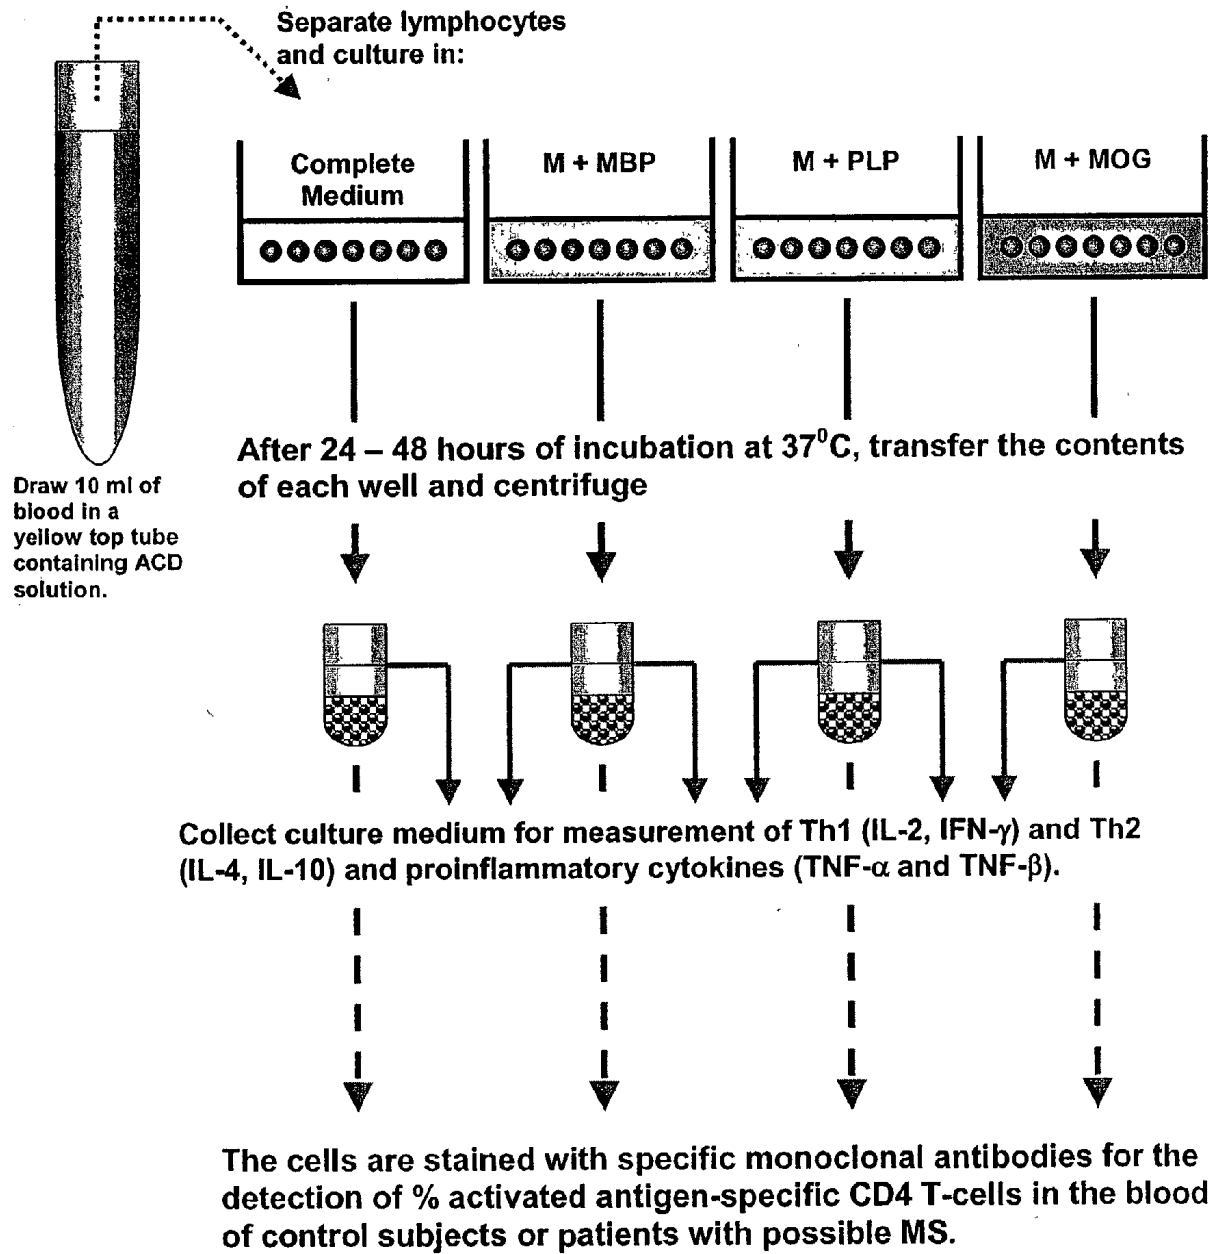 Separate lymphocytes
and culture in:
Complete
Medium
M + MBP
M + PLP
M + MOG
After 24 – 48 hours of incubation at 37⁰C, transfer the contents
of each well and centrifuge
Draw 10 ml of
blood in a
yellow top tube
containing ACD
solution.
Collect culture medium for measurement of Th1 (IL-2, IFN-γ) and Th2
(IL-4, IL-10) and proinflammatory cytokines (TNF-α and TNF-β).
The cells are stained with specific monoclonal antibodies for the
detection of % activated antigen-specific CD4 T-cells in the blood
of control subjects or patients with possible MS.